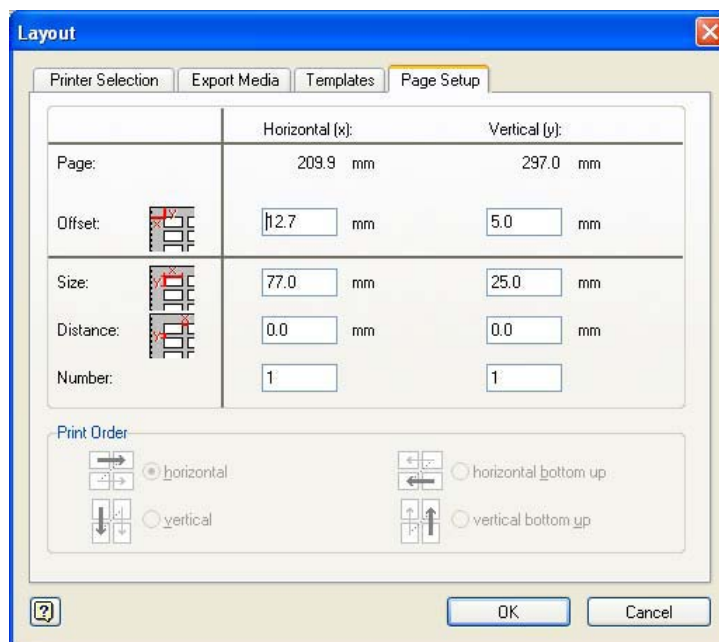 Layout
Printer Selection Export Media Templates Page Setup
Horizontal (x): Vertical (y):
Page: 209.9 mm 297.0 mm
Offset: x y 12.7 mm 5.0 mm
Size: y x 77.0 mm 25.0 mm
Distance: y x 0.0 mm 0.0 mm
Number: 1 1
Print Order
horizontal horizontal bottom up
vertical vertical bottom up
? OK Cancel